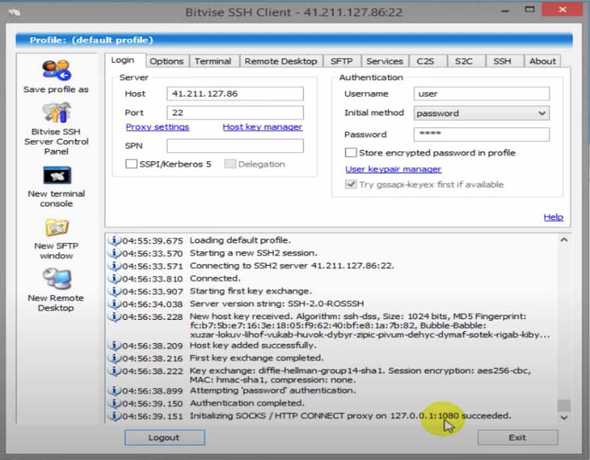 Bitvise SSH Client - 41.211.127.86:22
Profile: (default profile)
Save profile as
Bitvise SSH
Server Control
Panel
New terminal
console
New SFTP
window
New Remote
Desktop
Login Options Terminal Remote Desktop SFTP Services C2S S2C SSH About
Server
Host 41.211.127.86
Port 22
Proxy settings Host key manager
SPN
SSPI/Kerberos 5 Delegation
Authentication
Username user
Initial method password
Password ****
Store encrypted password in profile
User keypair manager
Try gssapi-keyex first if available
Help
04:55:39.675 Loading default profile.
04:56:33.570 Starting a new SSH2 session.
04:56:33.571 Connecting to SSH2 server 41.211.127.86:22.
04:56:33.810 Connected.
04:56:33.907 Starting first key exchange.
04:56:34.038 Server version string: SSH-2.0-ROSSSH
04:56:36.228 New host key received. Algorithm: ssh-dss, Size: 1024 bits, MD5 Fingerprint:
fc:b7:5b:e7:16:3e:18:05:f9:62:40:bf:e8:1a:7b:82, Bubble-Babble:
xuzar-lokuv-lihof-vukab-huvok-dybyr-zipic-pivum-dehyc-dymaf-sotek-rigab-kiby...
04:56:38.209 Host key added successfully.
04:56:38.216 First key exchange completed.
04:56:38.222 Key exchange: diffie-hellman-group14-sha1. Session encryption: aes256-cbc,
MAC: hmac-sha1, compression: none.
04:56:38.899 Attempting 'password' authentication.
04:56:39.150 Authentication completed.
04:56:39.151 Initializing SOCKS / HTTP CONNECT proxy on 127.0.0.1:1080 succeeded.
Logout Exit